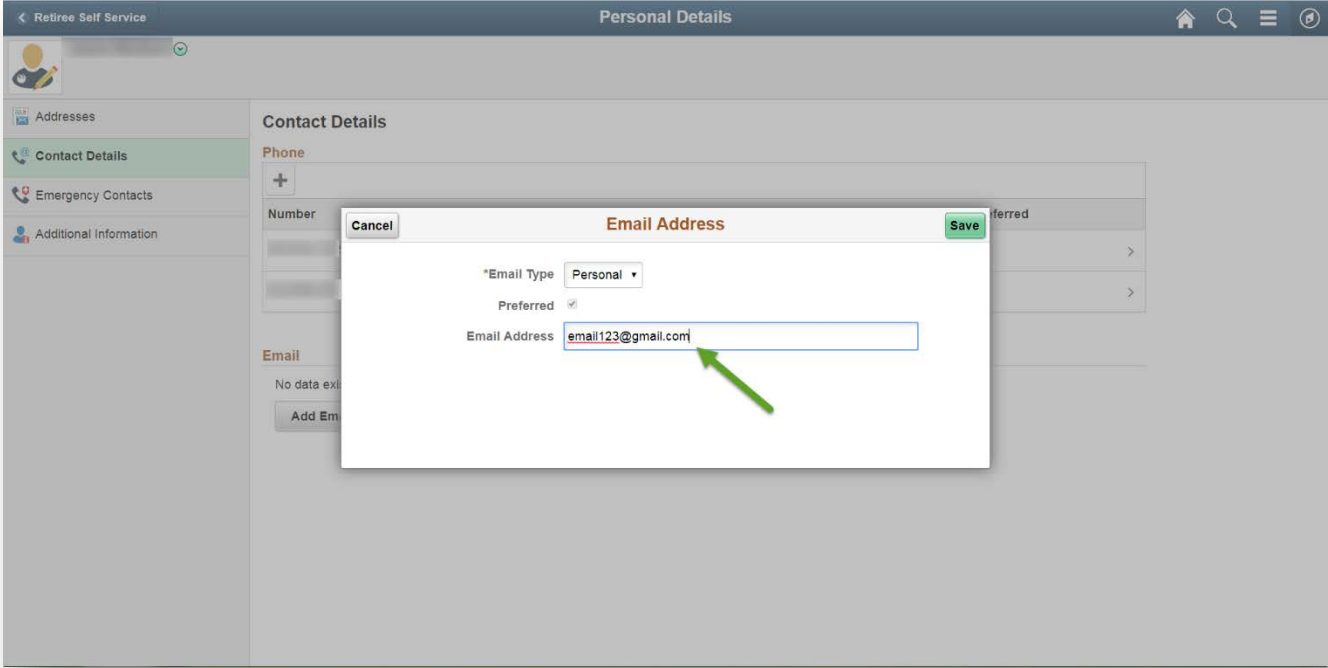 Retiree Self Service
Personal Details
Addresses
Contact Details
Emergency Contacts
Additional Information
Contact Details
Phone
Number
ferred
Cancel
Email Address
Save
*Email Type
Personal
Preferred
Email Address
email123@gmail.com
Email
No data exi
Add Em